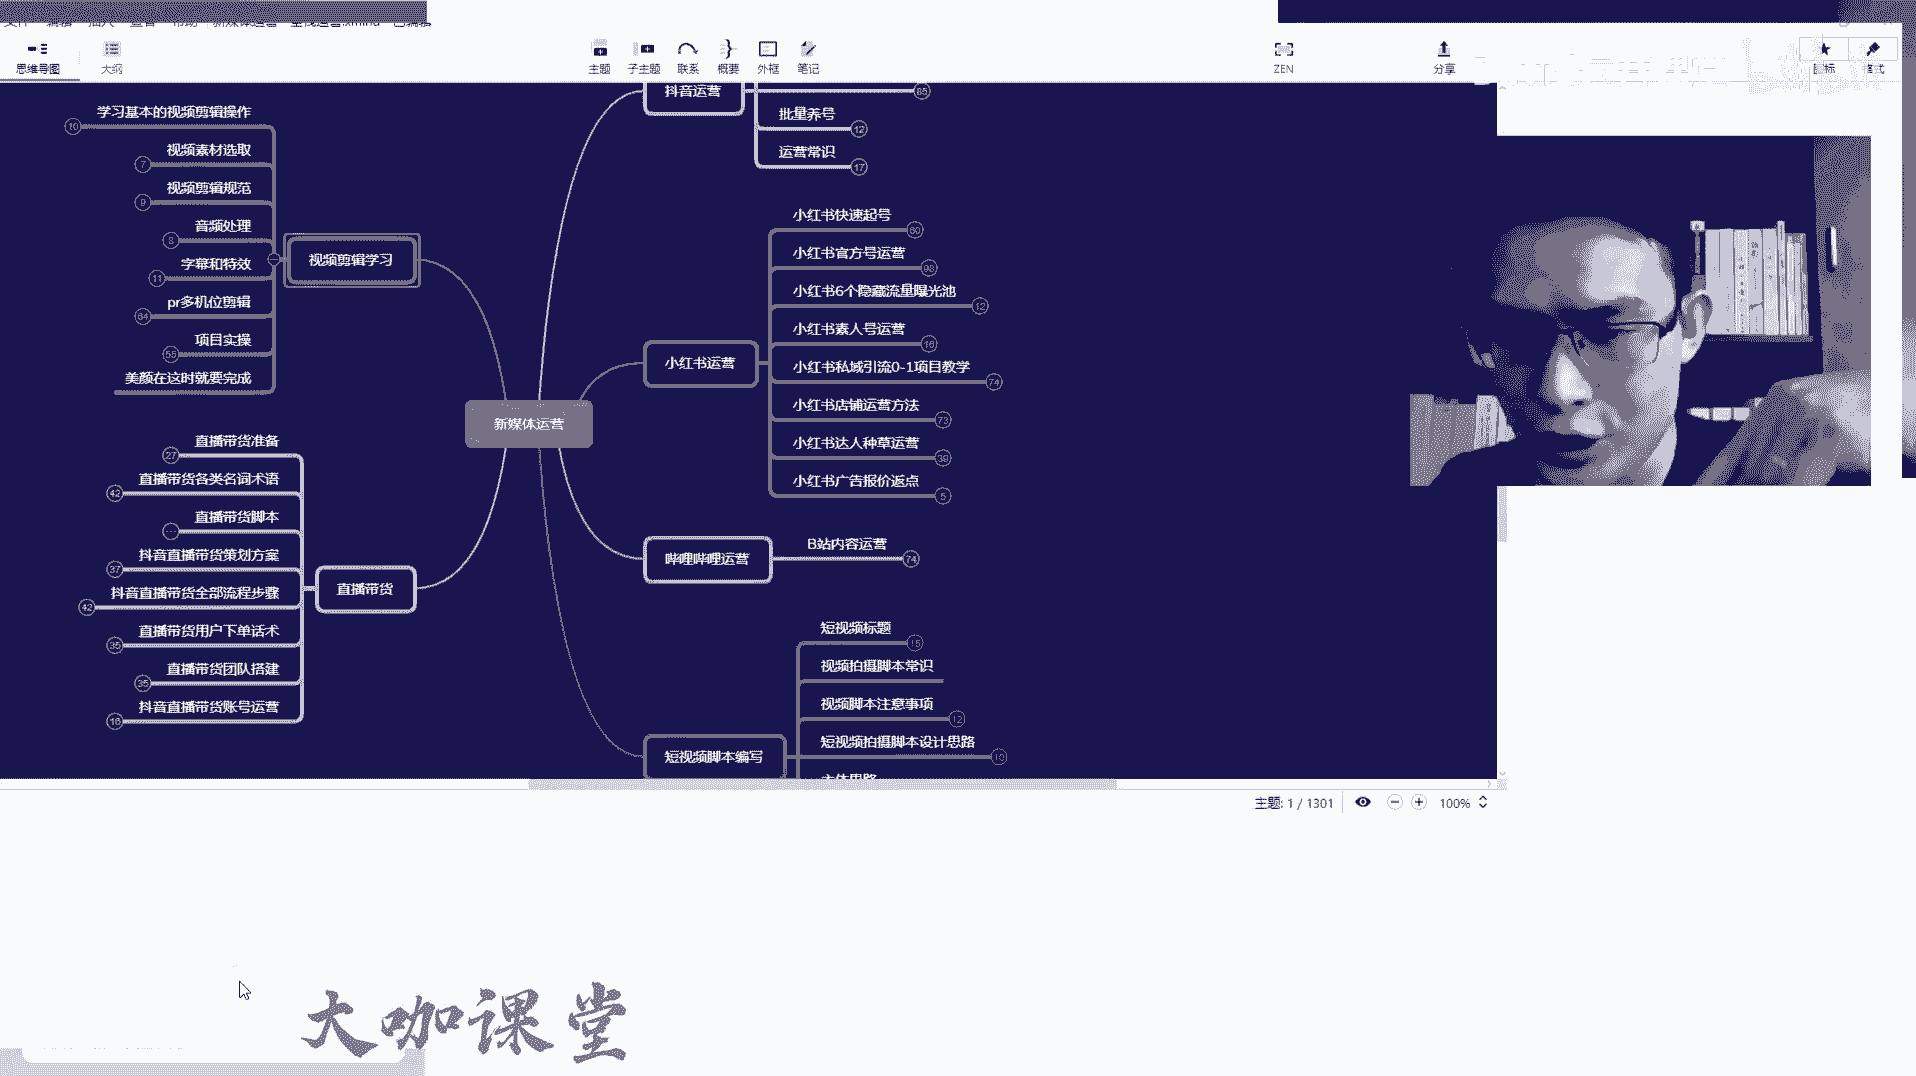 思维导图
大纲
主题
子主题
联系
概要
外框
笔记
ZEN
分享
抖音运营
85
批量养号
12
运营常识
17
学习基本的视频剪辑操作
10
视频素材选取
7
视频剪辑规范
9
音频处理
8
字幕和特效
11
pr多机位剪辑
64
项目实操
55
美颜在这时就要完成
视频剪辑学习
小红书快速起号
60
小红书官方号运营
98
小红书6个隐藏流量曝光池
12
小红书素人号运营
16
小红书私域引流0-1项目教学
74
小红书店铺运营方法
73
小红书达人种草运营
39
小红书广告报价返点
5
小红书运营
新媒体运营
直播带货准备
27
直播带货各类名词术语
42
直播带货脚本
抖音直播带货策划方案
37
抖音直播带货全部流程步骤
42
直播带货用户下单话术
35
直播带货团队搭建
35
抖音直播带货账号运营
16
直播带货
哔哩哔哩运营
B站内容运营
74
短视频标题
15
视频拍摄脚本常识
视频脚本注意事项
12
短视频拍摄脚本设计思路
短视频脚本编写
主题: 1 / 1301
100%
大咖课堂